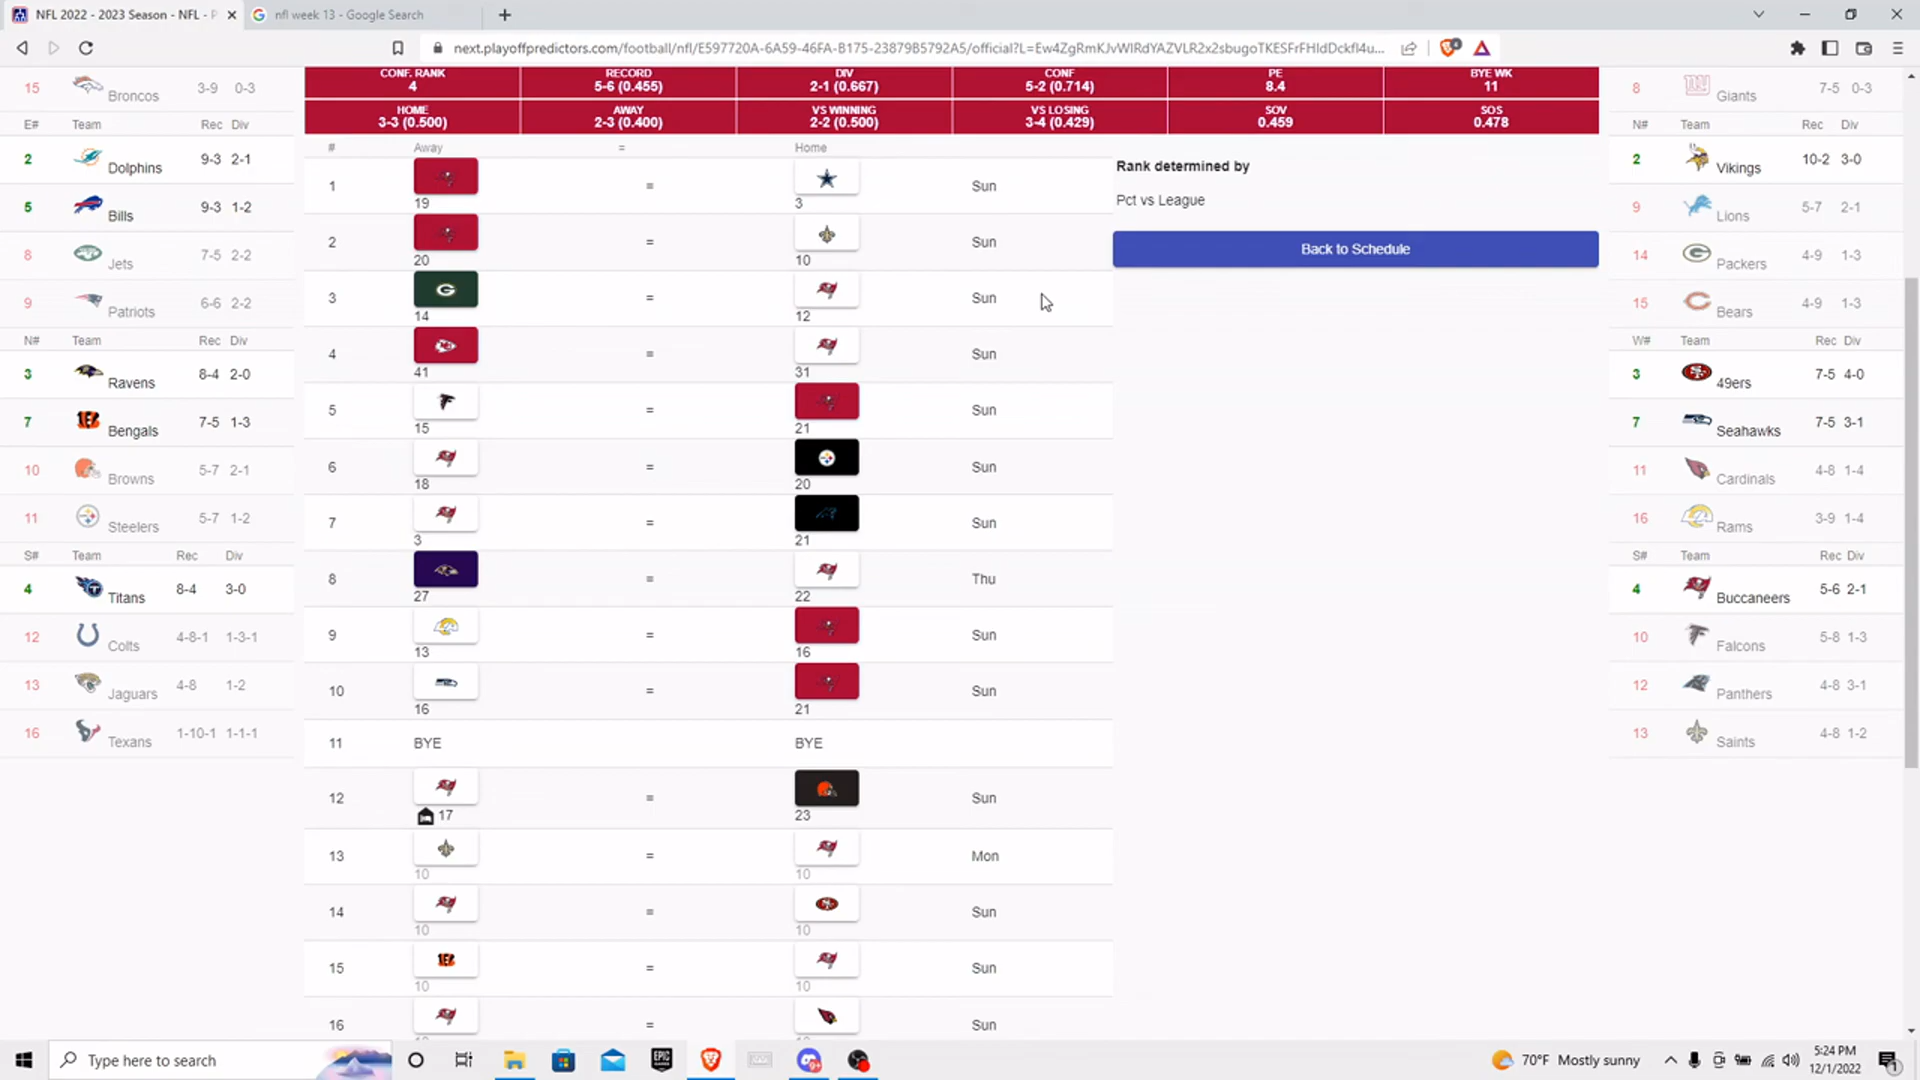 NFL 2022 - 2023 Season - NFL - P
nfl week 13 - Google Search
next.playoffpredictors.com/football/nfl/E597720A-6A59-46FA-B175-23879B5792A5/official?L=Ew4ZgRmKJvWIRdYAZVLR2x2sbugoTKESFrFHIdDckfI4u...
15 Broncos 3-9 0-3
E# Team Rec Div
2 Dolphins 9-3 2-1
5 Bills 9-3 1-2
8 Jets 7-5 2-2
9 Patriots 6-6 2-2
N# Team Rec Div
3 Ravens 8-4 2-0
7 Bengals 7-5 1-3
10 Browns 5-7 2-1
11 Steelers 5-7 1-2
S# Team Rec Div
4 Titans 8-4 3-0
12 Colts 4-8-1 1-3-1
13 Jaguars 4-8 1-2
16 Texans 1-10-1 1-1-1
CONF. RANK RECORD DIV CONF PE BYE WK
4 5-6 (0.455) 2-1 (0.667) 5-2 (0.714) 8.4 11
HOME AWAY VS WINNING VS LOSING SOV SOS
3-3 (0.500) 2-3 (0.400) 2-2 (0.500) 3-4 (0.429) 0.459 0.478
# Away = Home
1 = Sun
19 3
2 = Sun
20 10
3 = Sun
14 12
4 = Sun
41 31
5 = Sun
15 21
6 = Sun
18 20
7 = Sun
3 21
8 = Thu
27 22
9 = Sun
13 16
10 = Sun
16 21
11 BYE BYE
12 = Sun
17 23
13 = Mon
10 10
14 = Sun
10 10
15 = Sun
10 10
16 = Sun
Rank determined by
Pct vs League
Back to Schedule
8 Giants 7-5 0-3
N# Team Rec Div
2 Vikings 10-2 3-0
9 Lions 5-7 2-1
14 Packers 4-9 1-3
15 Bears 4-9 1-3
W# Team Rec Div
3 49ers 7-5 4-0
7 Seahawks 7-5 3-1
11 Cardinals 4-8 1-4
16 Rams 3-9 1-4
S# Team Rec Div
4 Buccaneers 5-6 2-1
10 Falcons 5-8 1-3
12 Panthers 4-8 3-1
13 Saints 4-8 1-2
Type here to search
EPIC
GAMES
70°F Mostly sunny
5:24 PM
12/1/2022